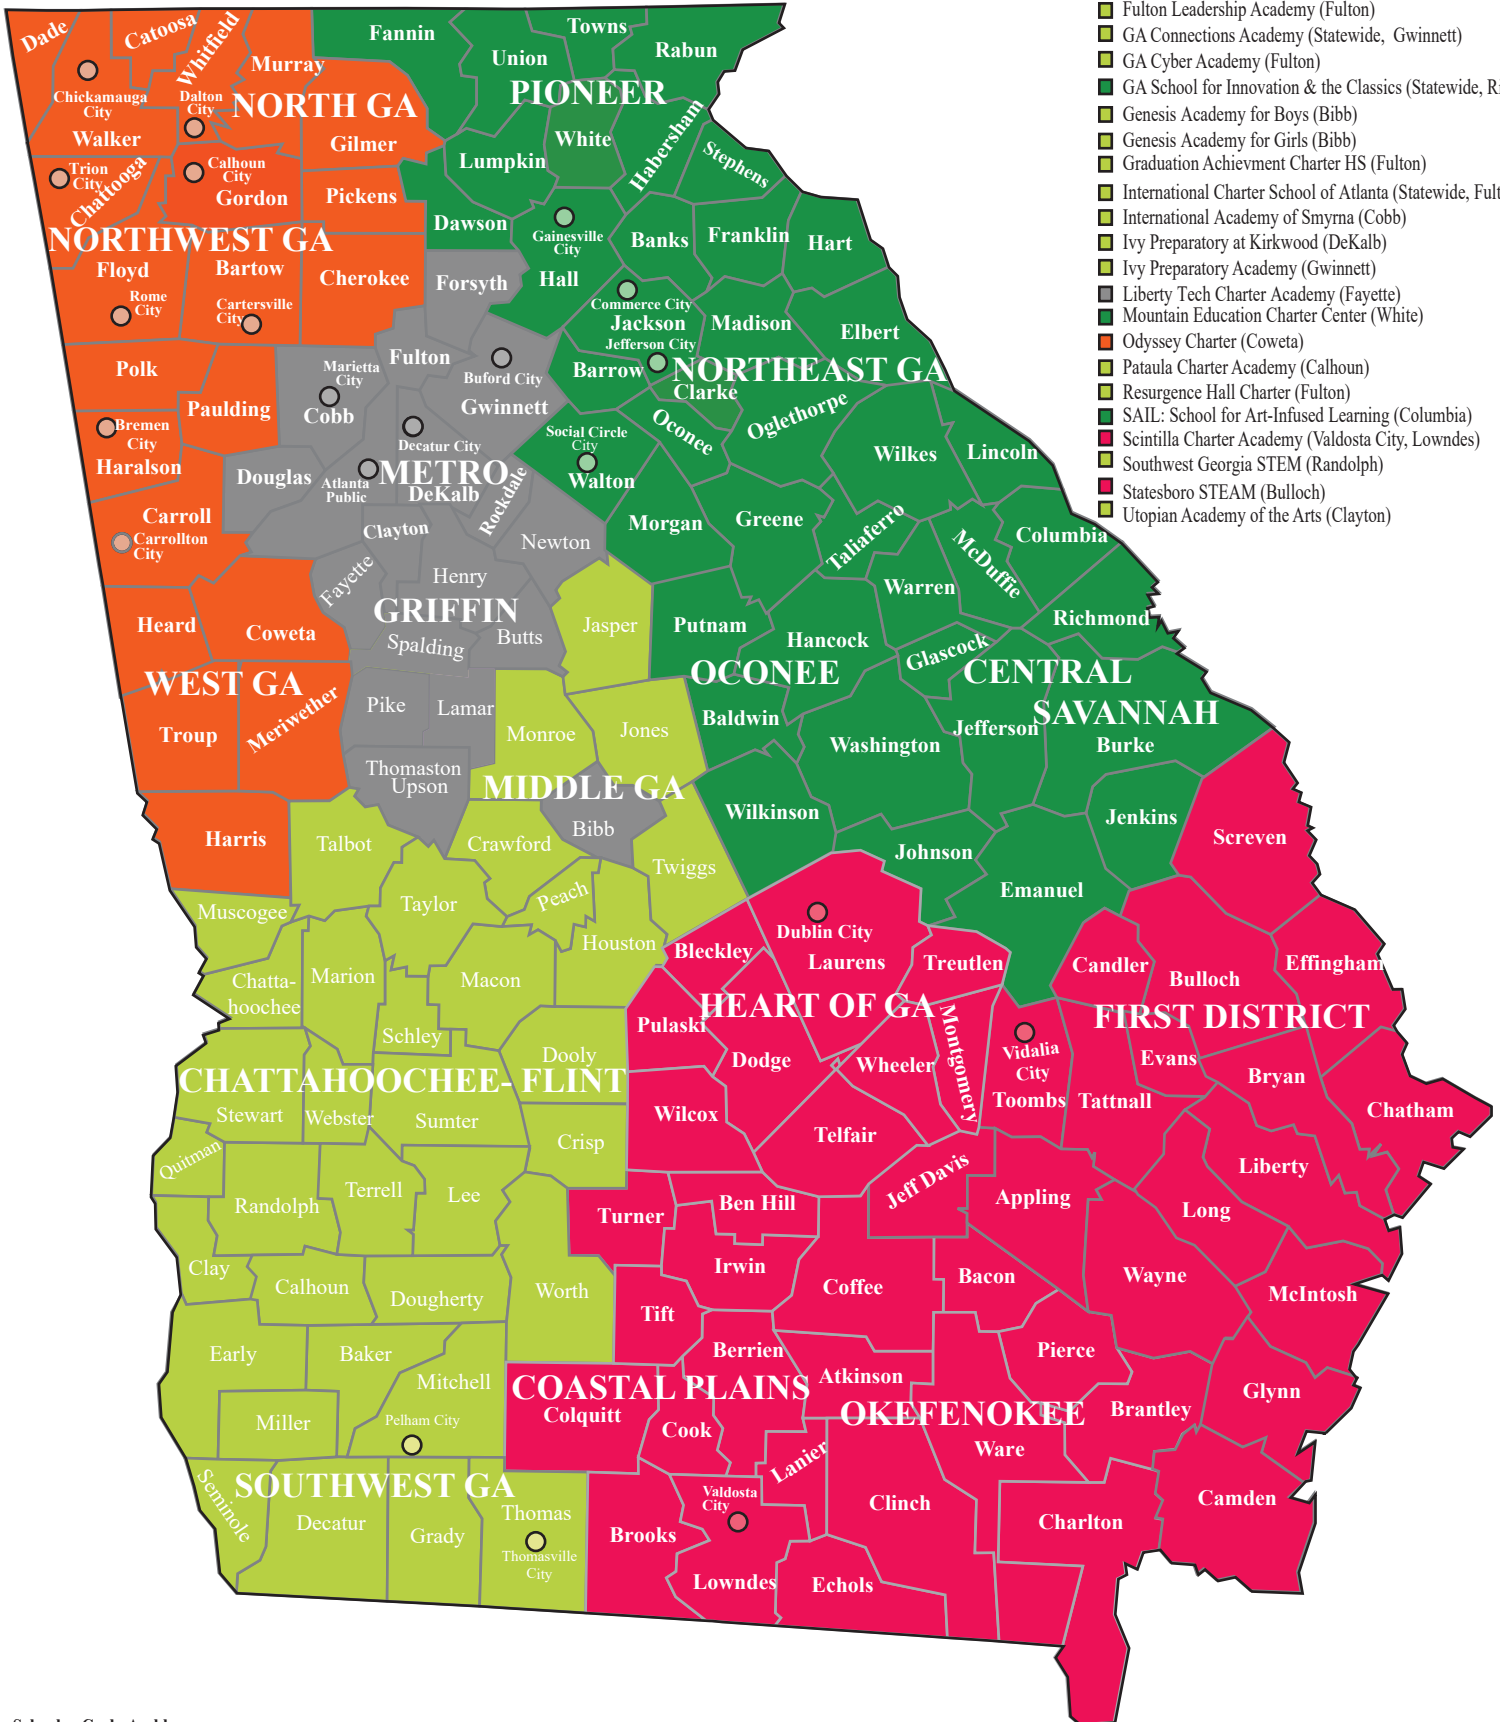 Fulton Leadership Academy (Fulton)
GA Connections Academy (Statewide, Gwinnett)
GA Cyber Academy (Fulton)
GA School for Innovation & the Classics (Statewide, Ri
Genesis Academy for Boys (Bibb)
Genesis Academy for Girls (Bibb)
Graduation Achievment Charter HS (Fulton)
International Charter School of Atlanta (Statewide, Fult
International Academy of Smyrna (Cobb)
Ivy Preparatory at Kirkwood (DeKalb)
Ivy Preparatory Academy (Gwinnett)
Liberty Tech Charter Academy (Fayette)
Mountain Education Charter Center (White)
Odyssey Charter (Coweta)
Pataula Charter Academy (Calhoun)
Resurgence Hall Charter (Fulton)
SAIL: School for Art-Infused Learning (Columbia)
Scintilla Charter Academy (Valdosta City, Lowndes)
Southwest Georgia STEM (Randolph)
Statesboro STEAM (Bulloch)
Utopian Academy of the Arts (Clayton)
Dade
Catoosa
Whitfield
Murray
Fannin
Union
Towns
Rabun
Chickamauga
City
Dalton
City
NORTH GA
PIONEER
Walker
Gilmer
Lumpkin
White
Habersham
Stephens
Trion
City
Chattooga
Calhoun
City
Gordon
Pickens
Dawson
Gainesville
City
Banks
Franklin
Hart
NORTHWEST GA
Floyd
Bartow
Cherokee
Forsyth
Hall
Rome
City
Cartersville
City
Commerce City
Jackson
Jefferson City
Madison
Elbert
Polk
Marietta
City
Fulton
Buford City
Barrow
NORTHEAST GA
Clarke
Paulding
Cobb
Gwinnett
Oconee
Oglethorpe
Bremen
City
Decatur City
Social Circle
City
Wilkes
Lincoln
Haralson
Douglas
Atlanta
Public
METRO
DeKalb
Rockdale
Walton
Carroll
Carrollton
City
Clayton
Newton
Morgan
Greene
Taliaferro
McDuffie
Columbia
Fayette
Henry
Warren
Richmond
Heard
Coweta
GRIFFIN
Spalding
Butts
Jasper
Putnam
Hancock
Glascock
WEST GA
OCONEE
CENTRAL
SAVANNAH
Troup
Meriwether
Pike
Lamar
Monroe
Jones
Baldwin
Washington
Jefferson
Burke
Thomaston
Upson
MIDDLE GA
Wilkinson
Jenkins
Screven
Harris
Talbot
Crawford
Bibb
Twiggs
Johnson
Emanuel
Muscogee
Taylor
Peach
Houston
Bleckley
Dublin City
Laurens
Treutlen
Candler
Bulloch
Effingham
Chatta-
hoochee
Marion
Macon
Schley
Dooly
Pulaski
HEART OF GA
Dodge
Wheeler
Montgomery
Vidalia
City
Toombs
Tattnall
FIRST DISTRICT
Evans
Bryan
Chatham
CHATTAHOOCHEE- FLINT
Stewart
Webster
Sumter
Crisp
Wilcox
Telfair
Jeff Davis
Appling
Liberty
Long
Quitman
Randolph
Terrell
Lee
Turner
Ben Hill
Irwin
Coffee
Bacon
Wayne
McIntosh
Clay
Calhoun
Dougherty
Worth
Tift
Early
Baker
Mitchell
Berrien
Atkinson
Pierce
Glynn
Miller
Pelham City
COASTAL PLAINS
Colquitt
Cook
OKEFENOKEE
Ware
Brantley
Lanier
Seminole
SOUTHWEST GA
Decatur
Grady
Thomas
Thomasville
City
Valdosta
City
Brooks
Lowndes
Clinch
Echols
Charlton
Camden